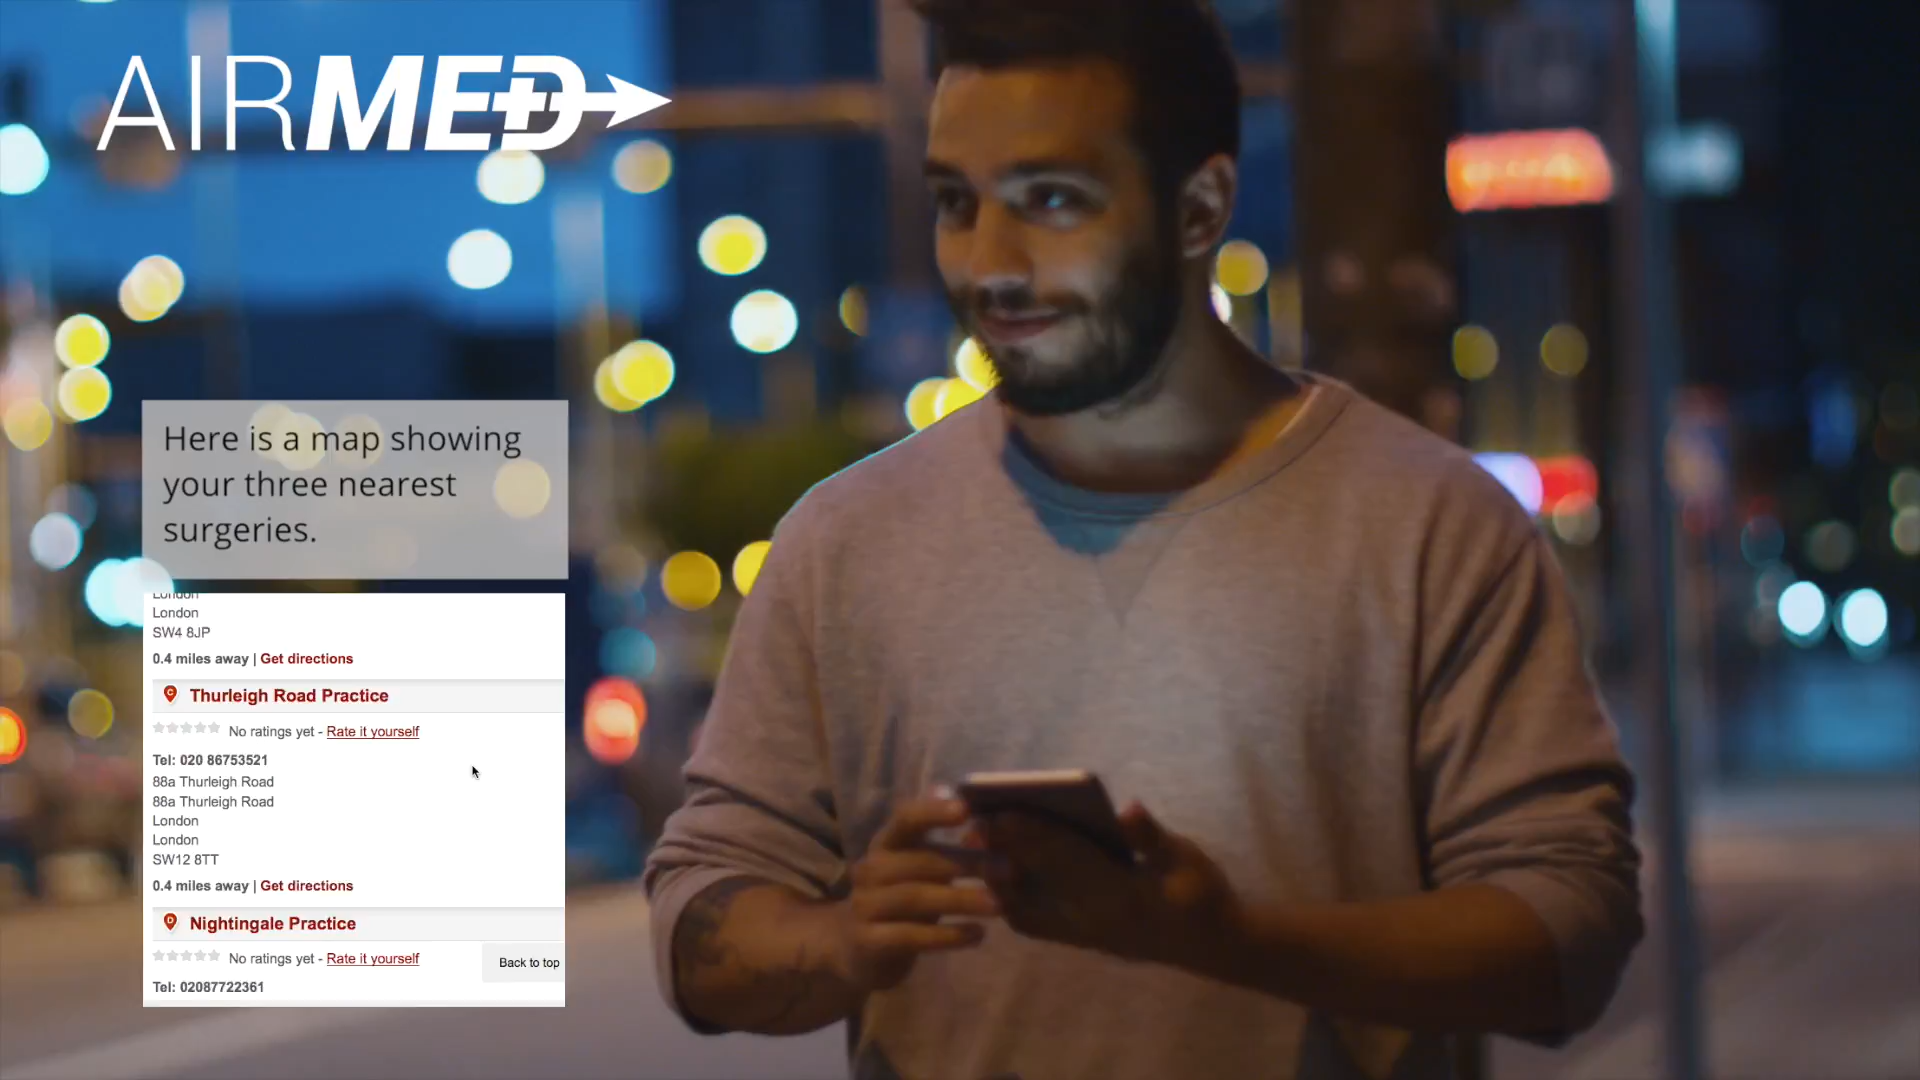 AIRMED
Here is a map showing
your three nearest
surgeries.
London
London
SW4 8JP
0.4 miles away | Get directions
C Thurleigh Road Practice
No ratings yet - Rate it yourself
Tel: 020 86753521
88a Thurleigh Road
88a Thurleigh Road
London
London
SW12 8TT
0.4 miles away | Get directions
D Nightingale Practice
No ratings yet - Rate it yourself
Back to top
Tel: 02087722361